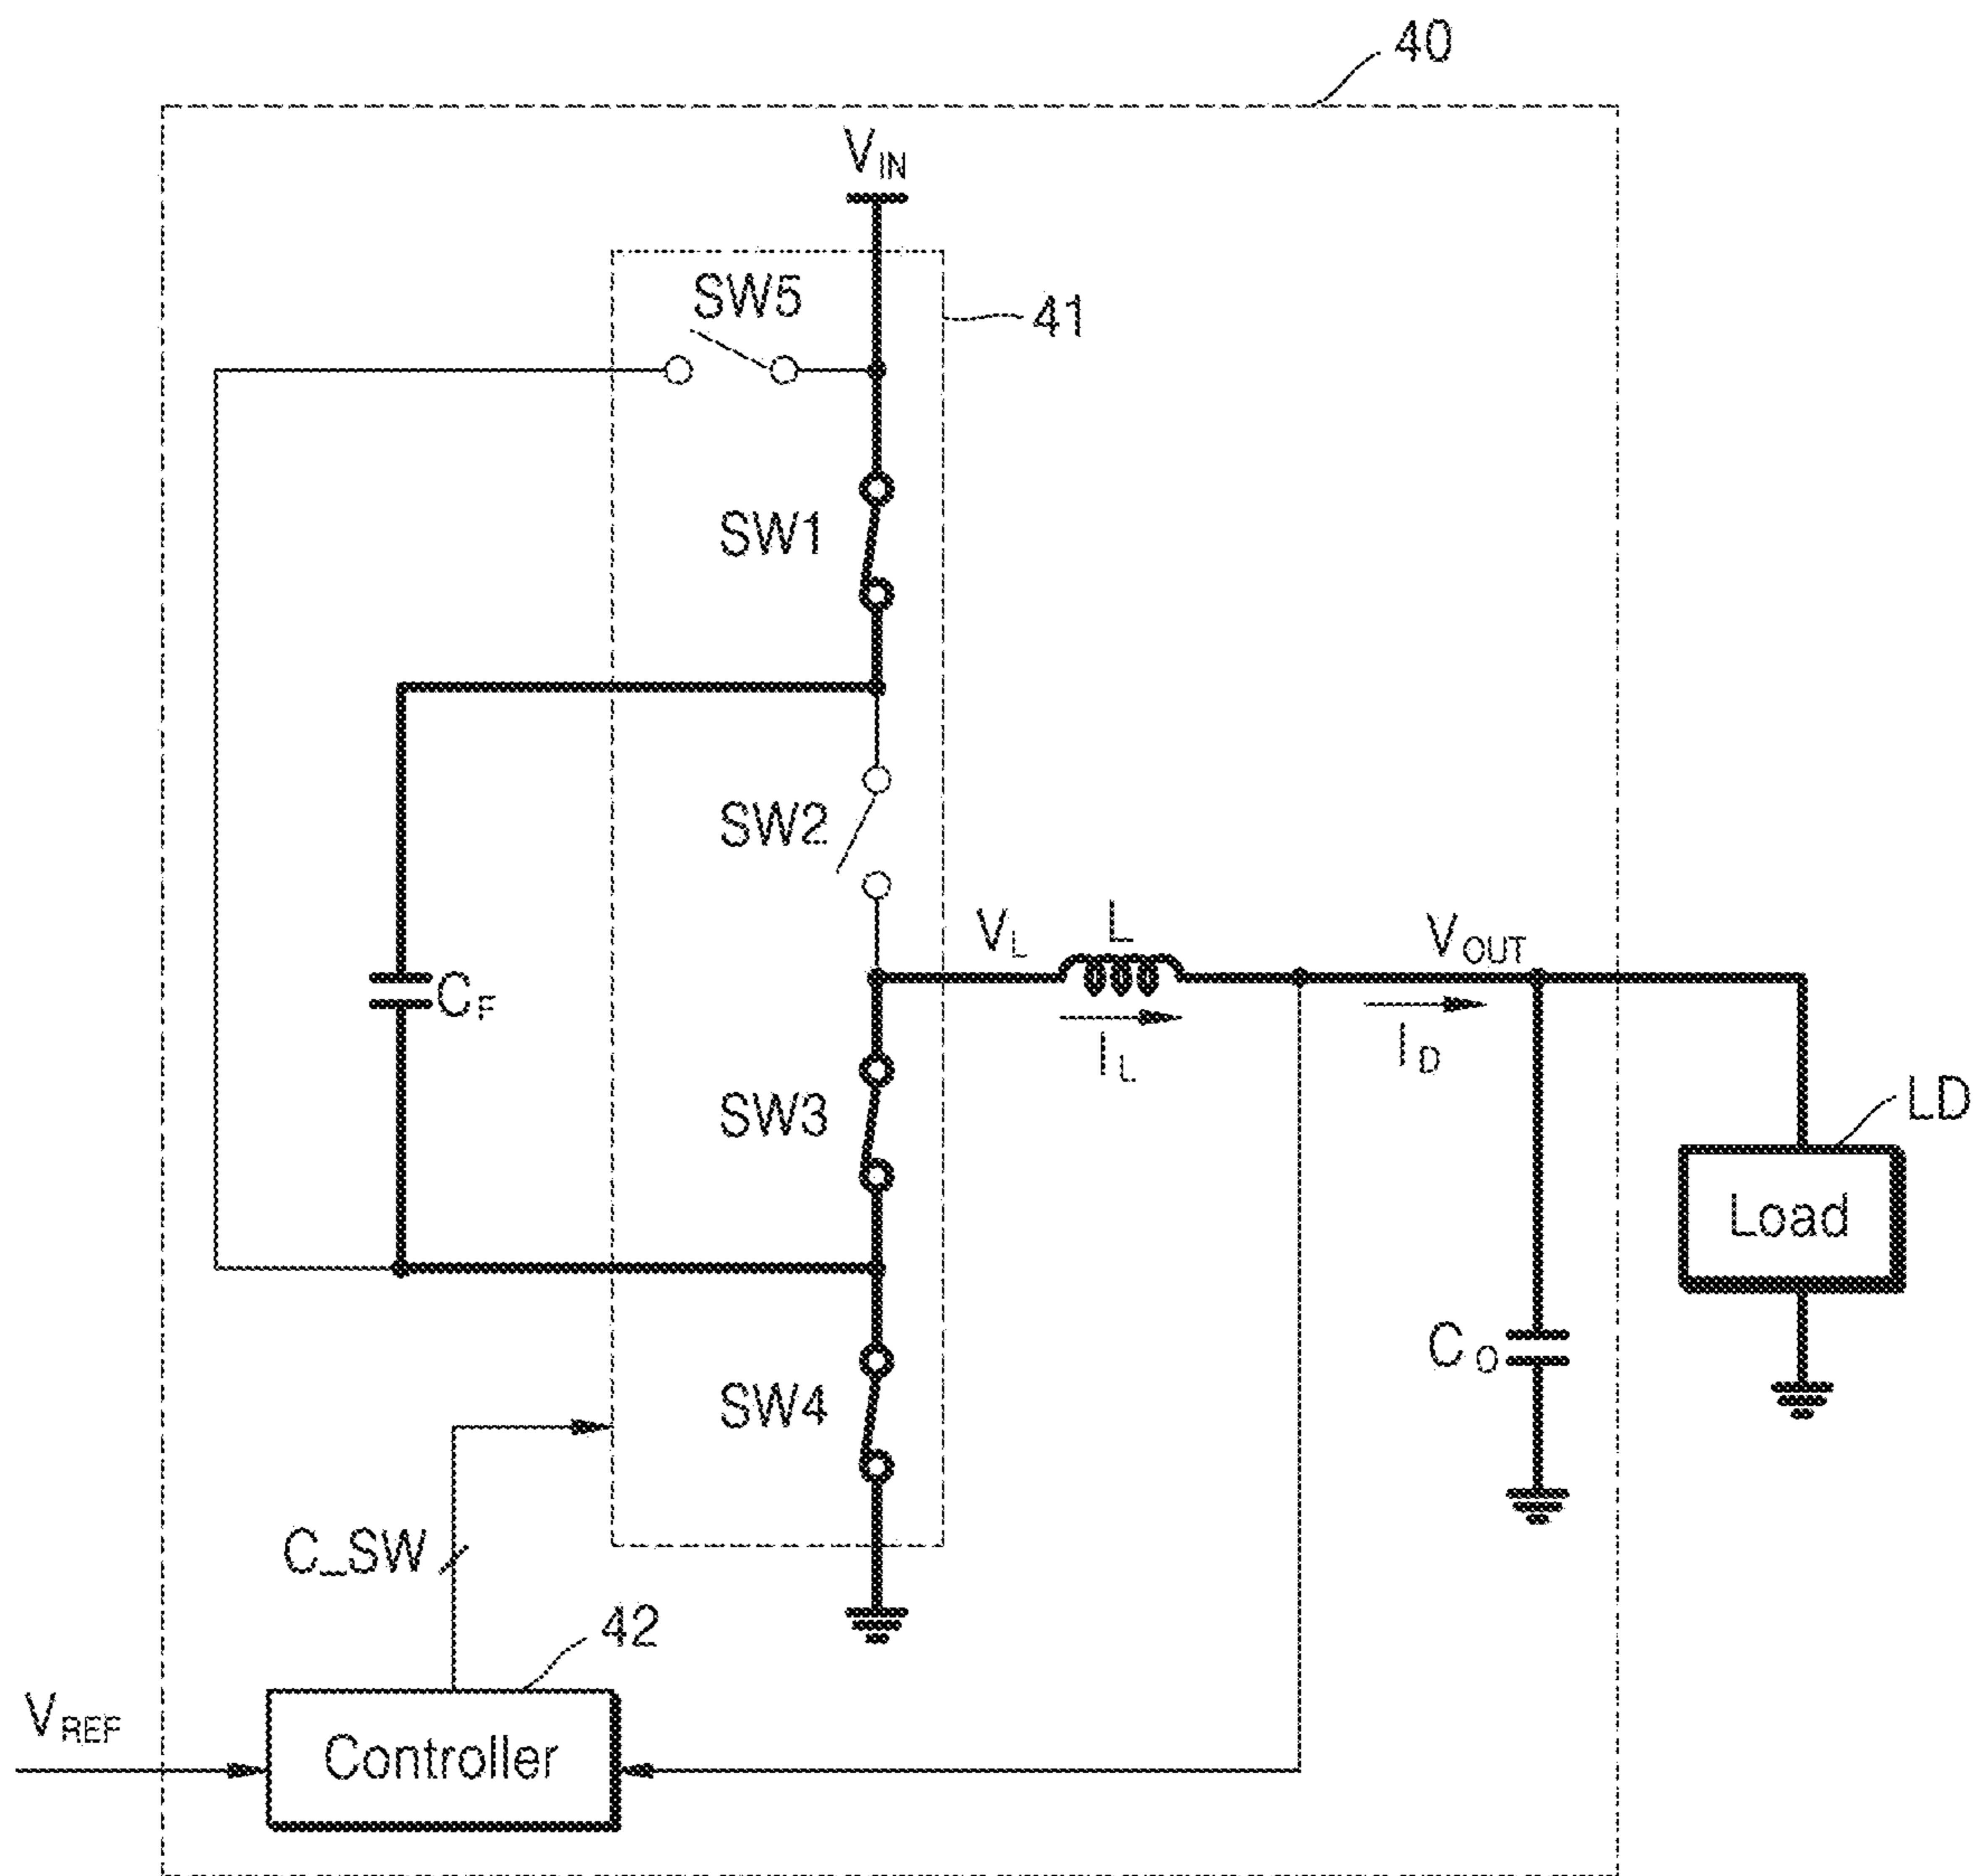 40
VIN
SW5
41
SW1
SW2
VL
L
VOUT
CF
IL
ID
SW3
LD
Load
CO
SW4
C_SW
42
VREF
Controller